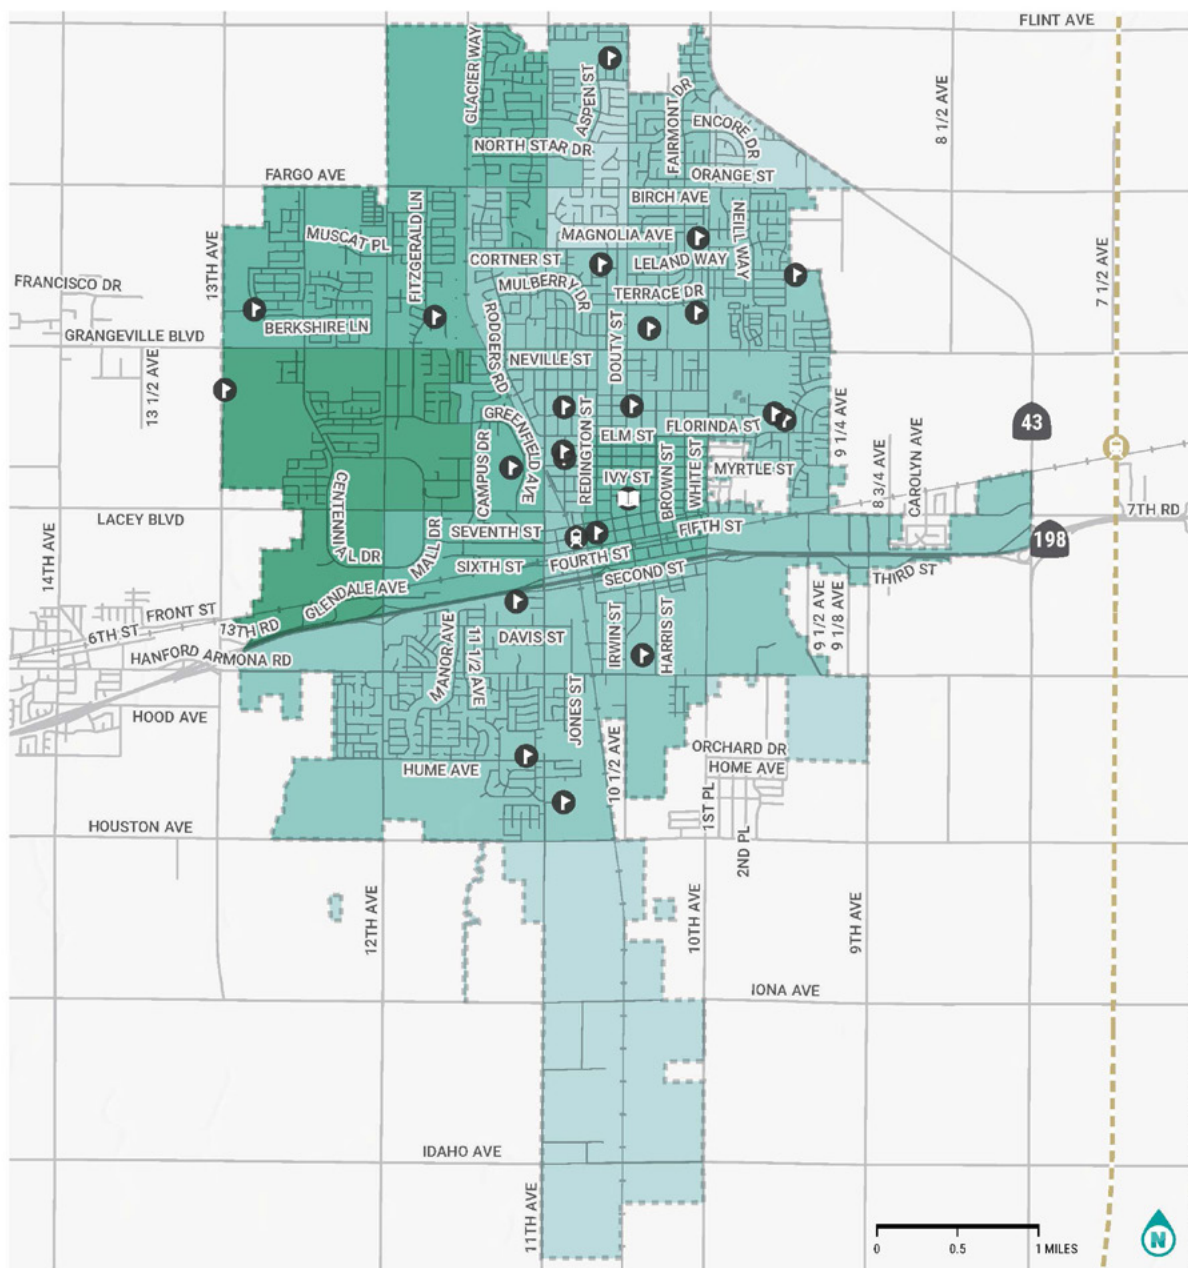 FLINT AVE
GLACIER WAY
ASPEN ST
FAIRMONT DR
ENCORE DR
8 1/2 AVE
NORTH STAR DR
ORANGE ST
FARGO AVE
BIRCH AVE
MUSCAT PL
FITZGERALD LN
MAGNOLIA AVE
NEILL WAY
13TH AVE
CORTNER ST
LELAND WAY
7 1/2 AVE
FRANCISCO DR
MULBERRY DR
TERRACE DR
BERKSHIRE LN
GRANGEVILLE BLVD
RODGERS RD
DOUTY ST
NEVILLE ST
13 1/2 AVE
GREENFIELD AVE
REDINGTON ST
FLORINDA ST
9 1/4 AVE
43
ELM ST
CAMPUS DR
BROWN ST
WHITE ST
MYRTLE ST
8 3/4 AVE
CAROLYN AVE
IVY ST
CENTENNIAL DR
LACEY BLVD
7TH RD
MALL DR
SEVENTH ST
FIFTH ST
198
14TH AVE
SIXTH ST
FOURTH ST
SECOND ST
THIRD ST
GLENDALE AVE
FRONT ST
6TH ST
13TH RD
DAVIS ST
IRWIN ST
HARRIS ST
9 1/2 AVE
9 1/8 AVE
HANFORD ARMONA RD
MANOR AVE
11 1/2 AVE
HOOD AVE
JONES ST
10 1/2 AVE
ORCHARD DR
HUME AVE
HOME AVE
1ST PL
HOUSTON AVE
2ND PL
12TH AVE
10TH AVE
9TH AVE
IONA AVE
IDAHO AVE
11TH AVE
N
0 0.5 1 MILES